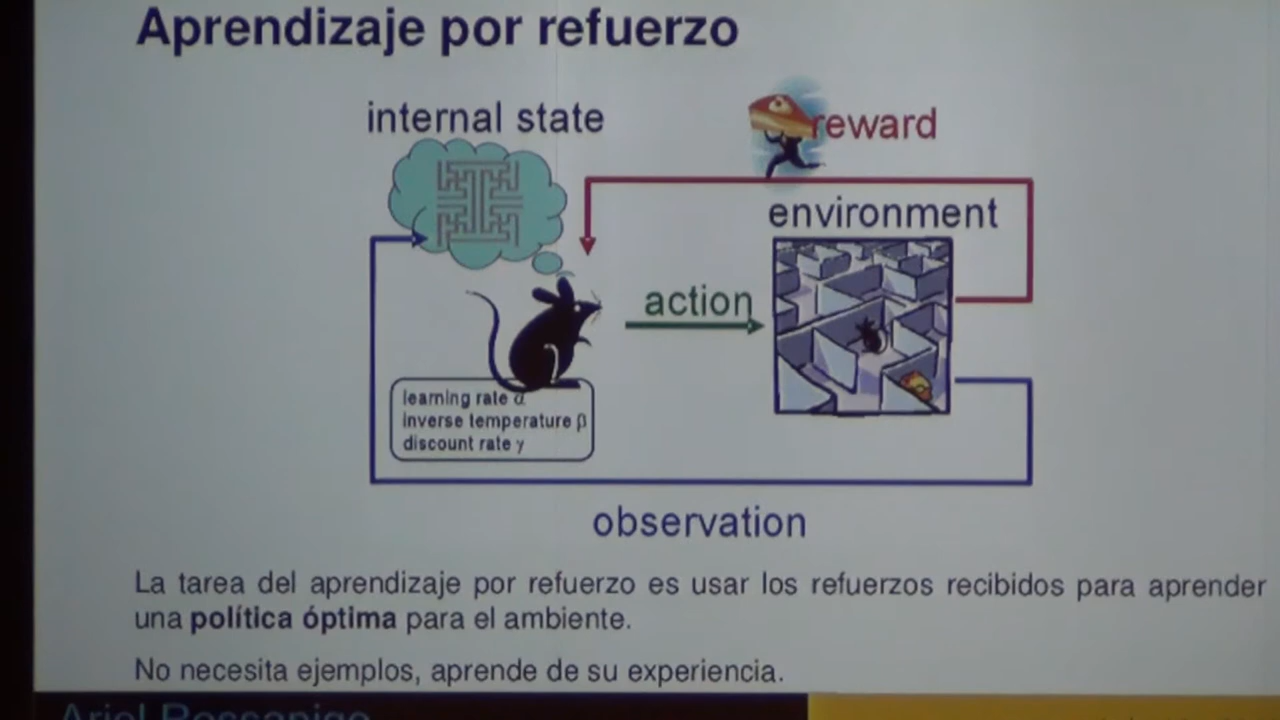 Aprendizaje por refuerzo
internal state
reward
environment
action
learning rate α
inverse temperature β
discount rate γ
observation
La tarea del aprendizaje por refuerzo es usar los refuerzos recibidos para aprender
una política óptima para el ambiente.
No necesita ejemplos, aprende de su experiencia.
Ariel